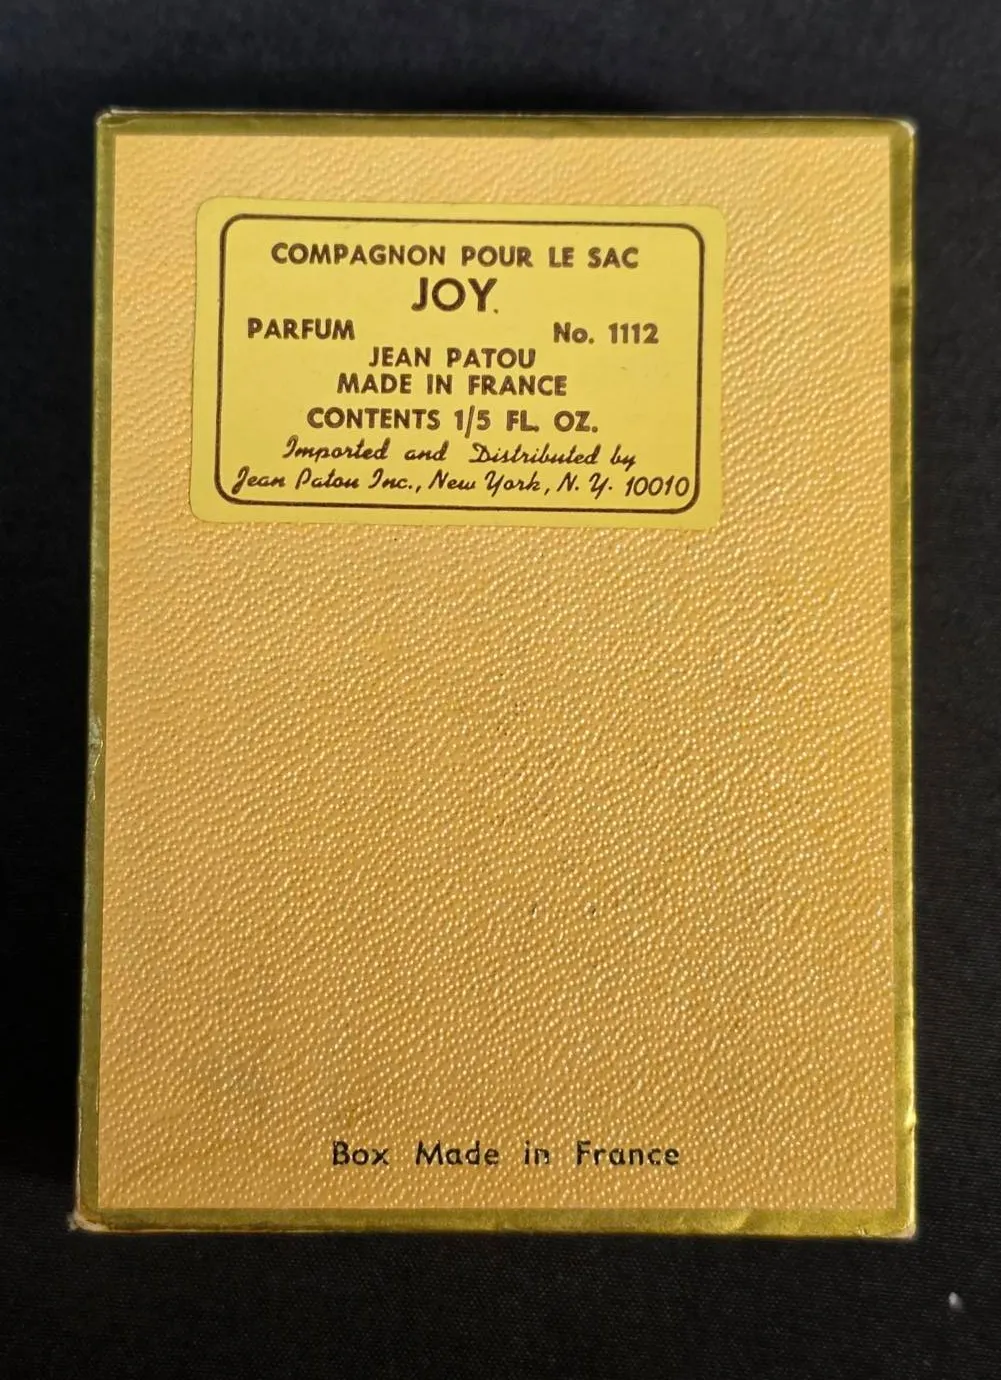 COMPAGNON POUR LE SAC
JOY.
PARFUM No. 1112
JEAN PATOU
MADE IN FRANCE
CONTENTS 1/5 FL. OZ.
Imported and Distributed by
Jean Patou Inc., New York, N. Y. 10010
Box Made in France